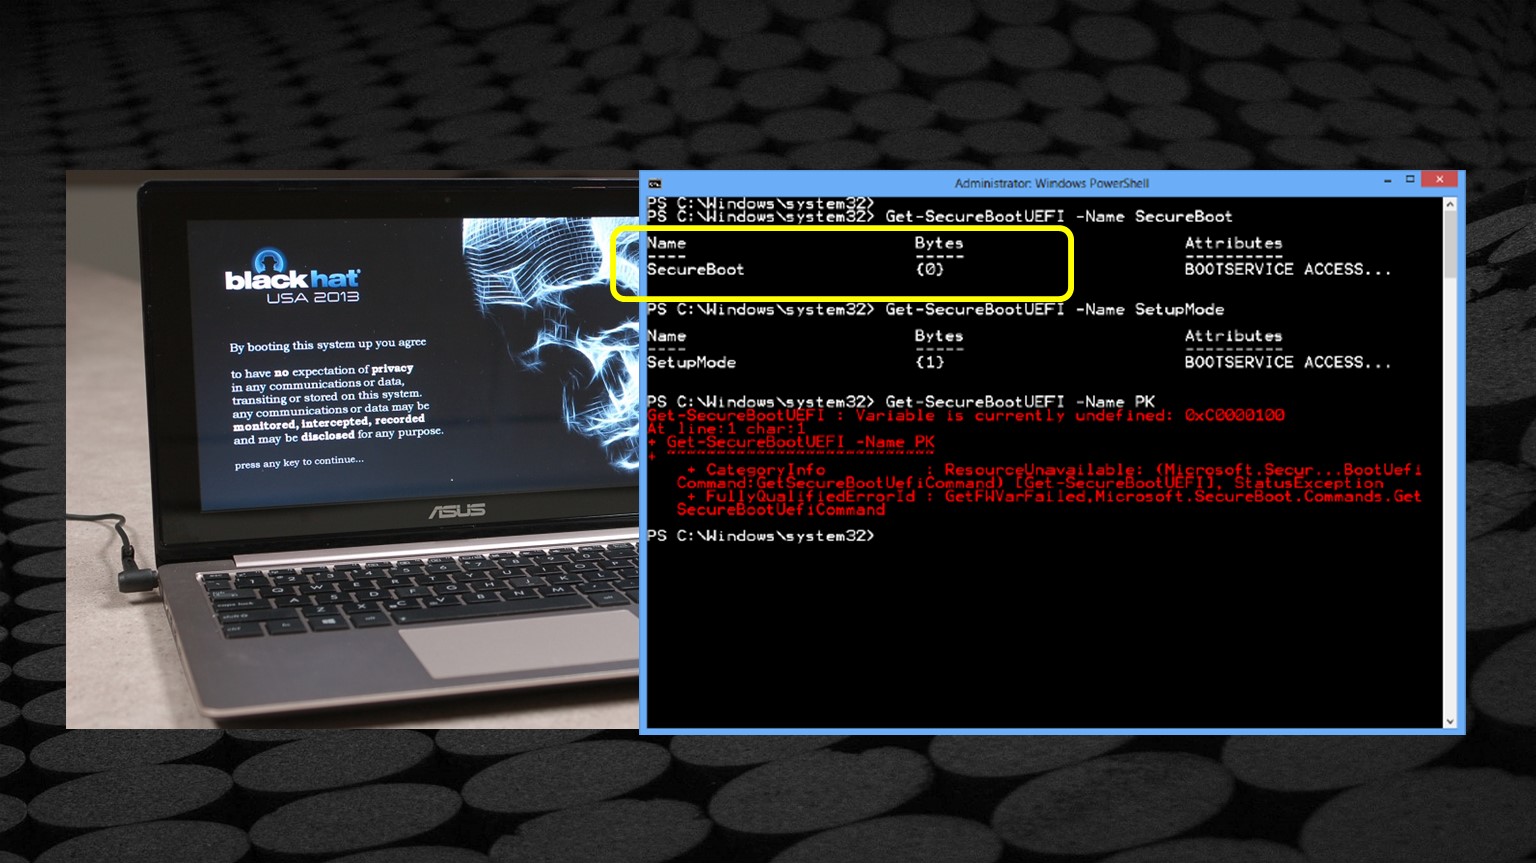 blackhat
USA 2013
By booting this system up you agree
to have no expectation of privacy
in any communications or data,
transiting or stored on this system.
any communications or data may be
monitored, intercepted, recorded
and may be disclosed for any purpose.
press any key to continue...
ASUS
Administrator: Windows PowerShell
PS C:\Windows\system32>
PS C:\Windows\system32> Get-SecureBootUEFI -Name SecureBoot
Name Bytes Attributes
---- ----- ----------
SecureBoot {0} BOOTSERVICE ACCESS...
PS C:\Windows\system32> Get-SecureBootUEFI -Name SetupMode
Name Bytes Attributes
---- ----- ----------
SetupMode {1} BOOTSERVICE ACCESS...
PS C:\Windows\system32> Get-SecureBootUEFI -Name PK
Get-SecureBootUEFI : Variable is currently undefined: 0xC0000100
At line:1 char:1
+ Get-SecureBootUEFI -Name PK
+ ~~~~~~~~~~~~~~~~~~~~~~~~~~~
+ CategoryInfo : ResourceUnavailable: (Microsoft.Secur...BootUefi
Command:GetSecureBootUefiCommand) [Get-SecureBootUEFI], StatusException
+ FullyQualifiedErrorId : GetFWVarFailed,Microsoft.SecureBoot.Commands.Get
SecureBootUefiCommand
PS C:\Windows\system32>